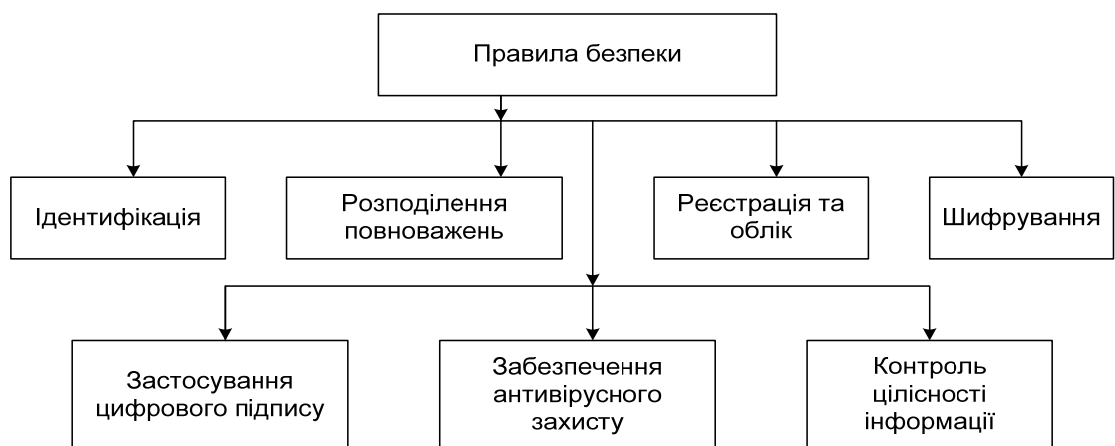 Правила безпеки
Ідентифікація
Розподілення
повноважень
Реєстрація та
облік
Шифрування
Застосування
цифрового підпису
Забезпечення
антивірусного
захисту
Контроль
цілісності
інформації